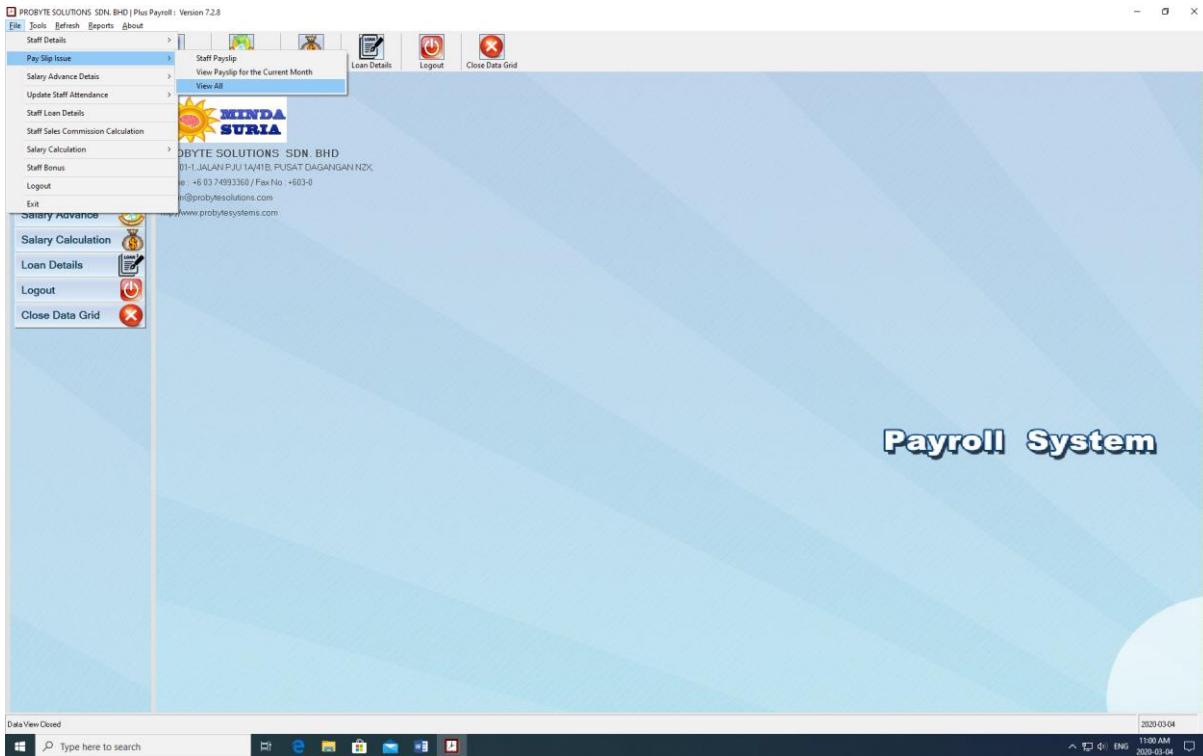 PROBYTE SOLUTIONS SDN. BHD | Plus Payroll : Version 7.2.8
File Tools Refresh Reports About
Staff Details
Pay Slip Issue
Salary Advance Detais
Update Staff Attendance
Staff Loan Details
Staff Sales Commission Calculation
Salary Calculation
Staff Bonus
Logout
Exit
Staff Payslip
View Payslip for the Current Month
View All
Loan Details Logout Close Data Grid
MINDA
SURIA
OBYTE SOLUTIONS SDN. BHD
01-1, JALAN PJU 1A/41B, PUSAT DAGANGAN NZX,
e : +6 03 74993360 / Fax No : +603-0
@probytesolutions.com
www.probytesystems.com
Salary Advance
Salary Calculation
Loan Details
Logout
Close Data Grid
Payroll System
Data View Closed
2020-03-04
Type here to search
ENG
11:00 AM
2020-03-04